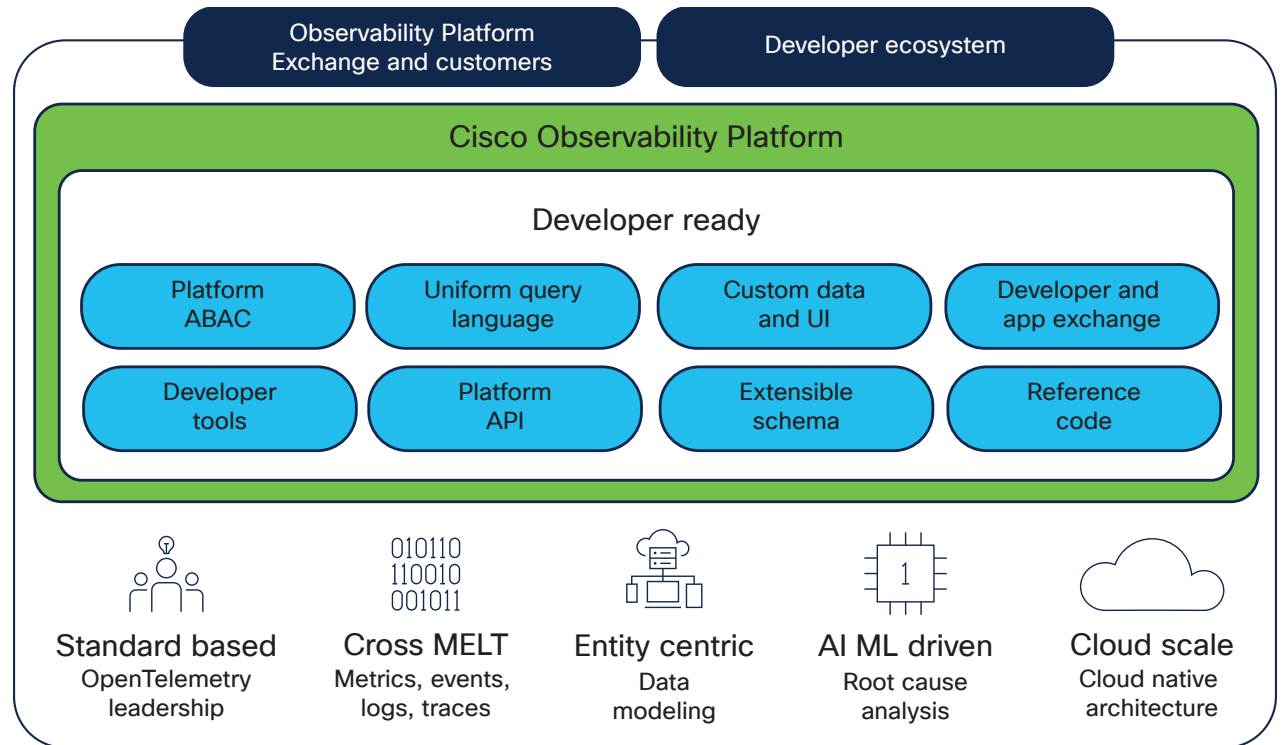 Observability Platform
Exchange and customers
Developer ecosystem
Cisco Observability Platform
Developer ready
Platform
ABAC
Uniform query
language
Custom data
and UI
Developer and
app exchange
Developer
tools
Platform
API
Extensible
schema
Reference
code
010110
110010
001011
1
Standard based
OpenTelemetry
leadership
Cross MELT
Metrics, events,
logs, traces
Entity centric
Data
modeling
AI ML driven
Root cause
analysis
Cloud scale
Cloud native
architecture